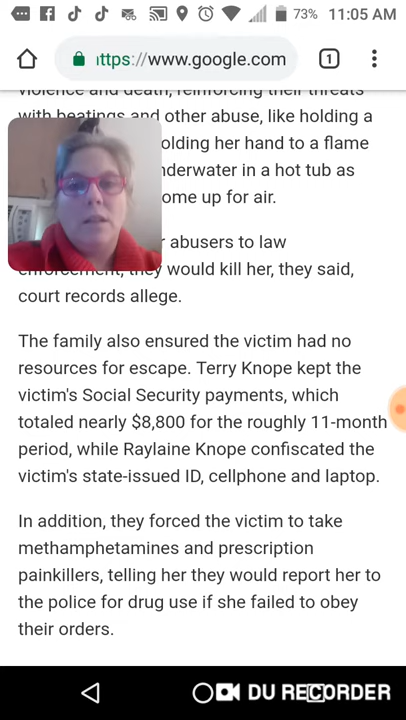 73% 11:05 AM
ttps://www.google.com 1
violence and death, reinforcing their threats
with beatings and other abuse, like holding a
olding her hand to a flame
nderwater in a hot tub as
ome up for air.
r abusers to law
enforcement, they would kill her, they said,
court records allege.
The family also ensured the victim had no
resources for escape. Terry Knope kept the
victim's Social Security payments, which
totaled nearly $8,800 for the roughly 11-month
period, while Raylaine Knope confiscated the
victim's state-issued ID, cellphone and laptop.
In addition, they forced the victim to take
methamphetamines and prescription
painkillers, telling her they would report her to
the police for drug use if she failed to obey
their orders.
DU RECORDER